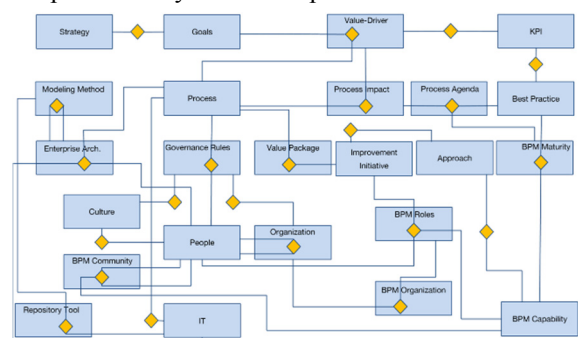 Strategy
Goals
Value-Driver
KPI
Modeling Method
Process
Process Impact
Process Agenda
Best Practice
Enterprise Arch.
Governance Rules
Value Package
Improvement
Initiative
Approach
BPM Maturity
Culture
People
Organization
BPM Roles
BPM Community
BPM Organization
Repository Tool
IT
BPM Capability